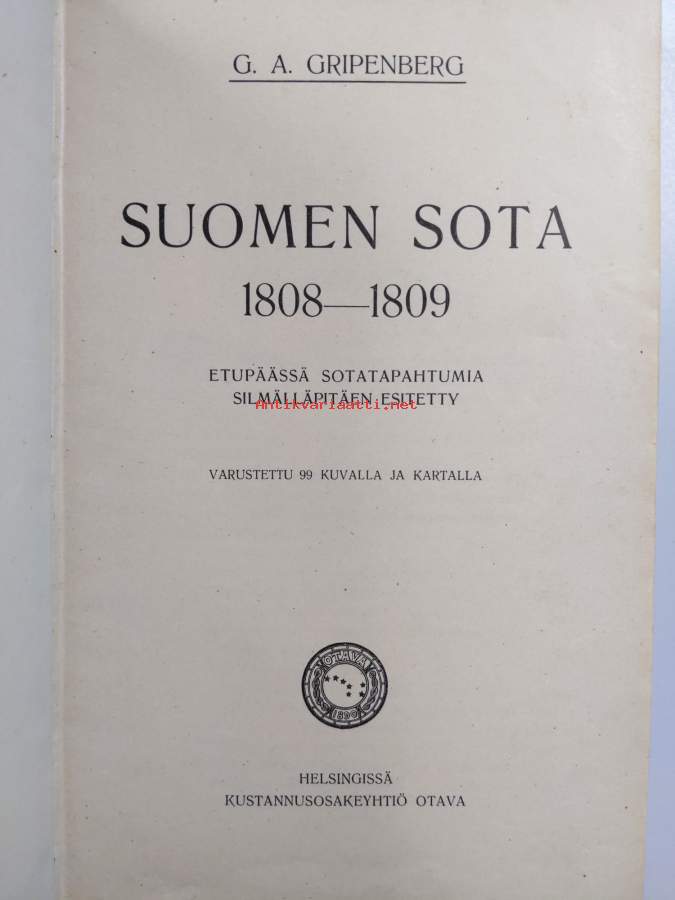 G. A. GRIPENBERG
SUOMEN SOTA
1808—1809
ETUPÄÄSSÄ SOTATAPAHTUMIA
SILMÄLLÄPITÄEN ESITETTY
Antikvariaatti.net
VARUSTETTU 99 KUVALLA JA KARTALLA
OTAVA
1890
HELSINGISSÄ
KUSTANNUSOSAKEYHTIÖ OTAVA